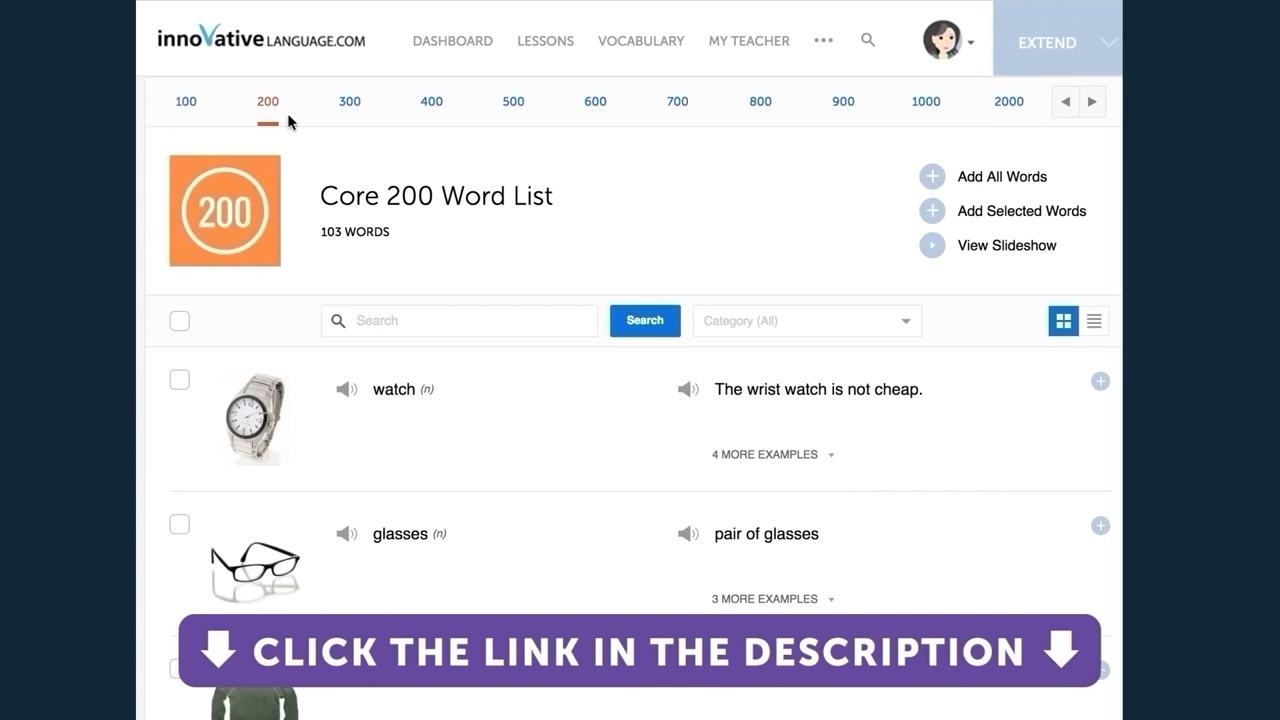 innoVative LANGUAGE.COM DASHBOARD LESSONS VOCABULARY MY TEACHER ••• EXTEND
100 200 300 400 500 600 700 800 900 1000 2000
200
Core 200 Word List
103 WORDS
Add All Words
Add Selected Words
View Slideshow
Search Search Category (All)
watch (n) The wrist watch is not cheap.
4 MORE EXAMPLES
glasses (n) pair of glasses
3 MORE EXAMPLES
CLICK THE LINK IN THE DESCRIPTION